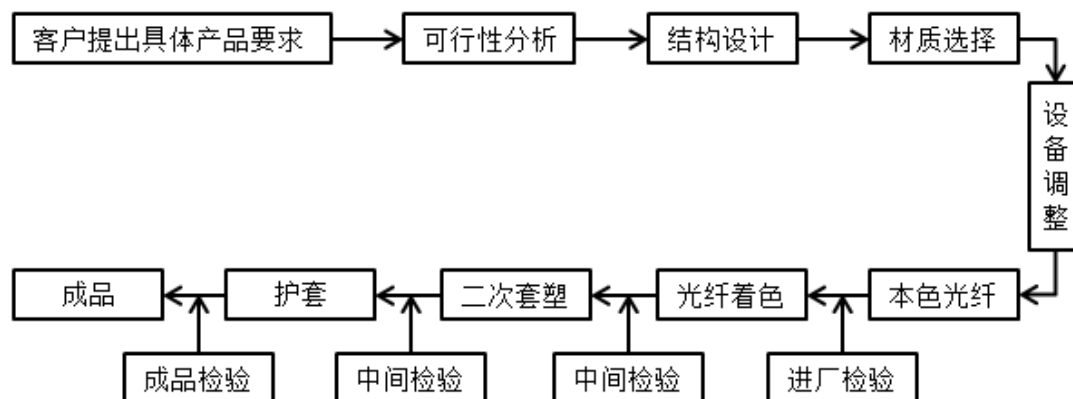 客户提出具体产品要求
可行性分析
结构设计
材质选择
设备调整
成品
护套
二次套塑
光纤着色
本色光纤
成品检验
中间检验
中间检验
进厂检验